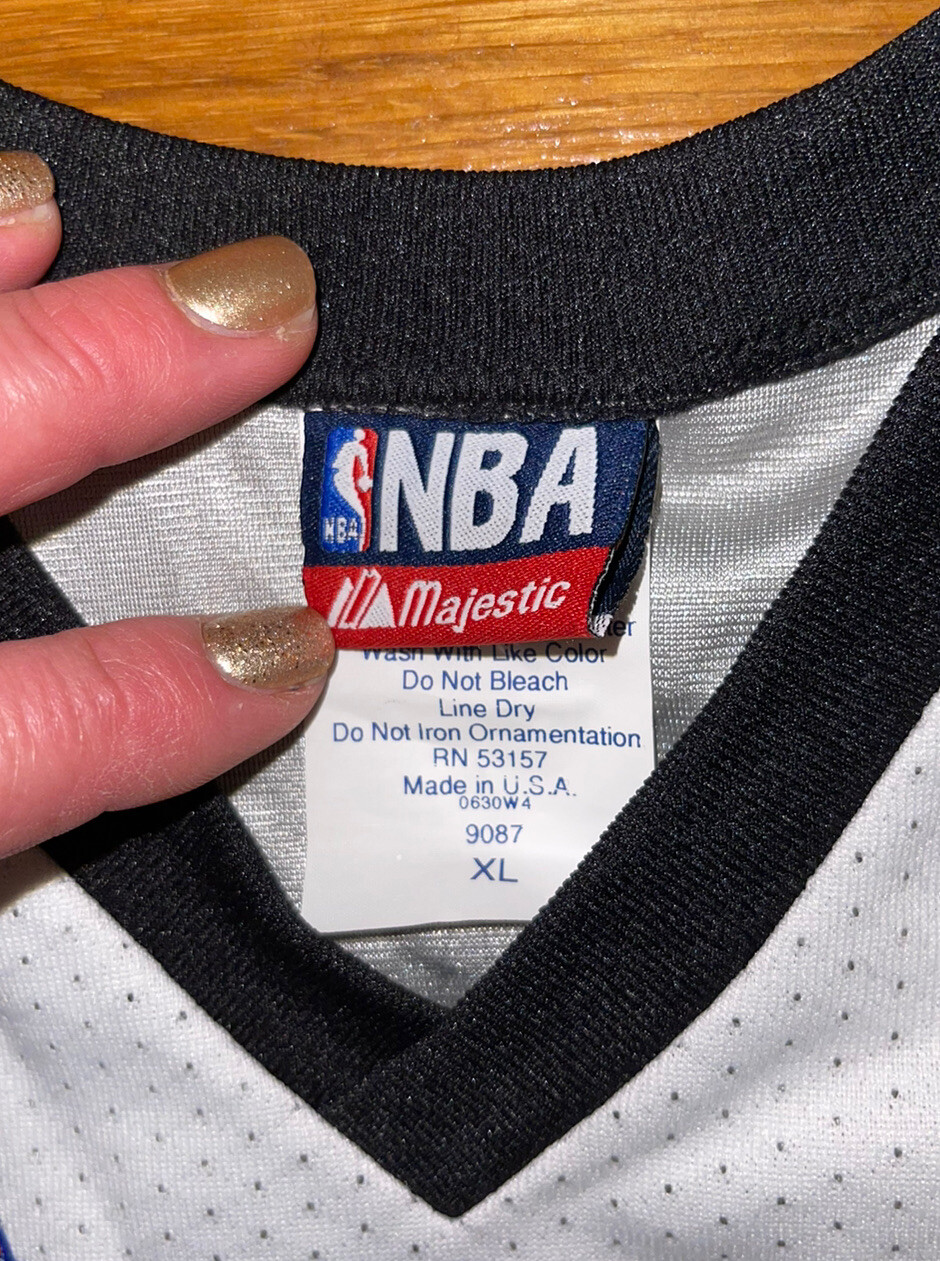 NBA
NBA
Majestic
Wash With Like Color
Do Not Bleach
Line Dry
Do Not Iron Ornamentation
RN 53157
Made in U.S.A.
0630W4
9087
XL